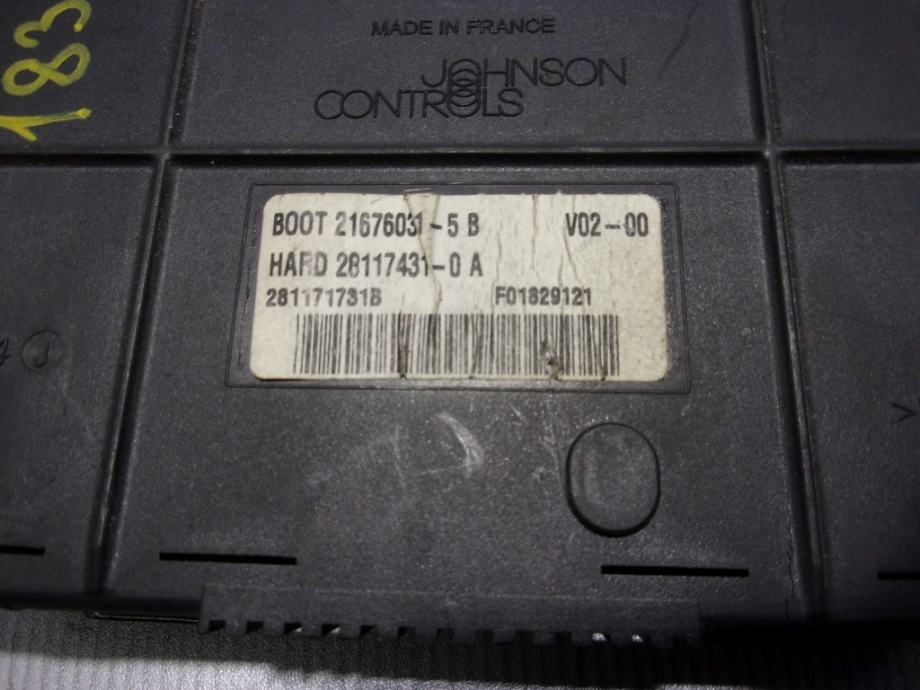 183
MADE IN FRANCE
JOHNSON
CONTROLS
BOOT 21676031-5 B V02-00
HARD 28117431-0 A
281171731B F01829121